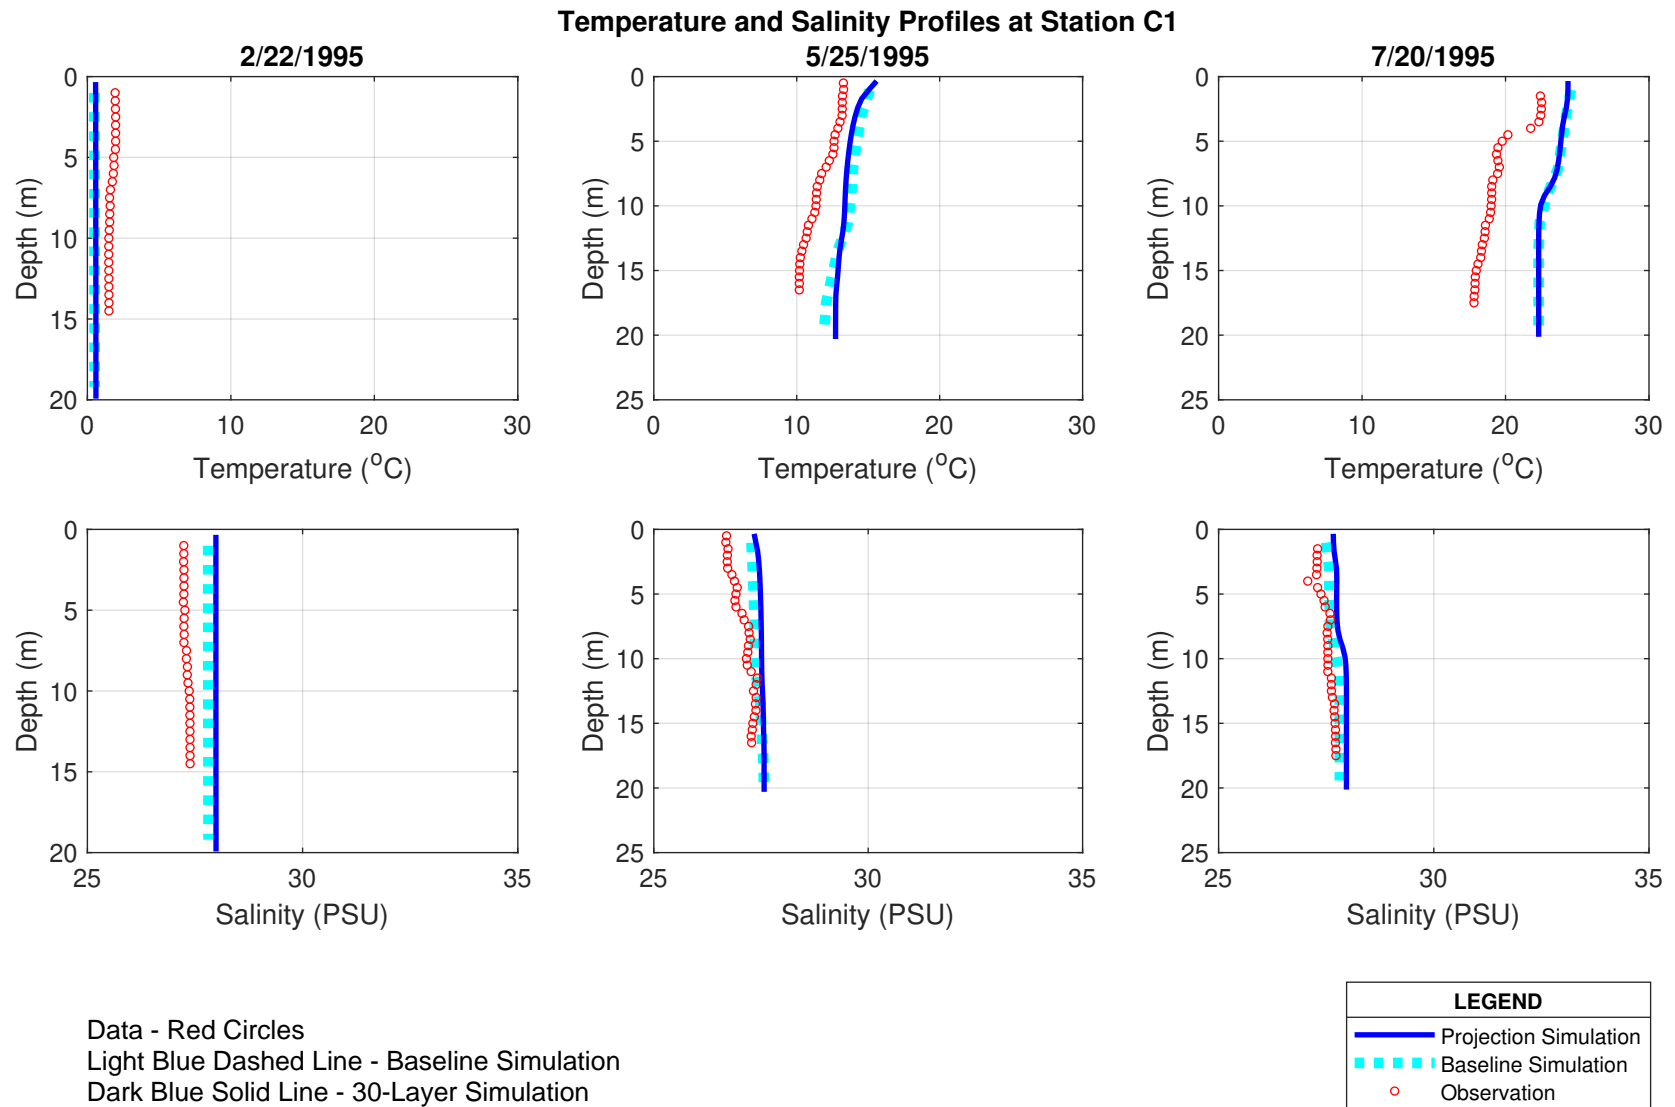 Temperature and Salinity Profiles at Station C1
2/22/1995
5/25/1995
7/20/1995
0
5
10
15
20
Depth (m)
0
10
20
30
Temperature (°C)
0
5
10
15
20
25
Depth (m)
0
10
20
30
Temperature (°C)
0
5
10
15
20
25
Depth (m)
0
10
20
30
Temperature (°C)
0
5
10
15
20
Depth (m)
25
30
35
Salinity (PSU)
0
5
10
15
20
25
Depth (m)
25
30
35
Salinity (PSU)
0
5
10
15
20
25
Depth (m)
25
30
35
Salinity (PSU)
Data - Red Circles
Light Blue Dashed Line - Baseline Simulation
Dark Blue Solid Line - 30-Layer Simulation
LEGEND
Projection Simulation
Baseline Simulation
Observation